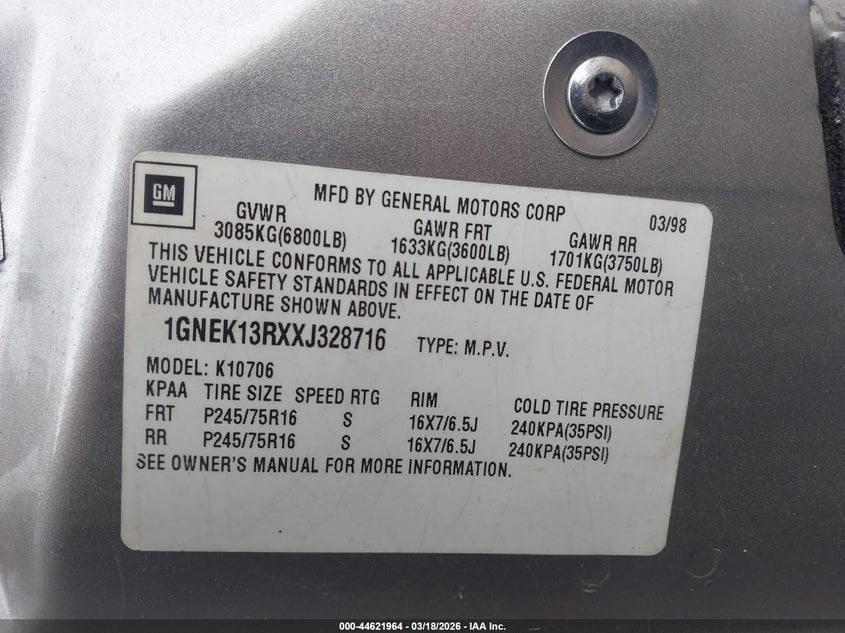 GM
MFD BY GENERAL MOTORS CORP 03/98
GVWR GAWR FRT GAWR RR
3085KG(6800LB) 1633KG(3600LB) 1701KG(3750LB)
THIS VEHICLE CONFORMS TO ALL APPLICABLE U.S. FEDERAL MOTOR
VEHICLE SAFETY STANDARDS IN EFFECT ON THE DATE OF
MANUFACTURE SHOWN ABOVE.
1GNEK13RXXJ328716 TYPE: M.P.V.
MODEL: K10706
KPAA TIRE SIZE SPEED RTG RIM COLD TIRE PRESSURE
FRT P245/75R16 S 16X7/6.5J 240KPA(35PSI)
RR P245/75R16 S 16X7/6.5J 240KPA(35PSI)
SEE OWNER'S MANUAL FOR MORE INFORMATION.
000-44621964 - 03/18/2026 - IAA Inc.